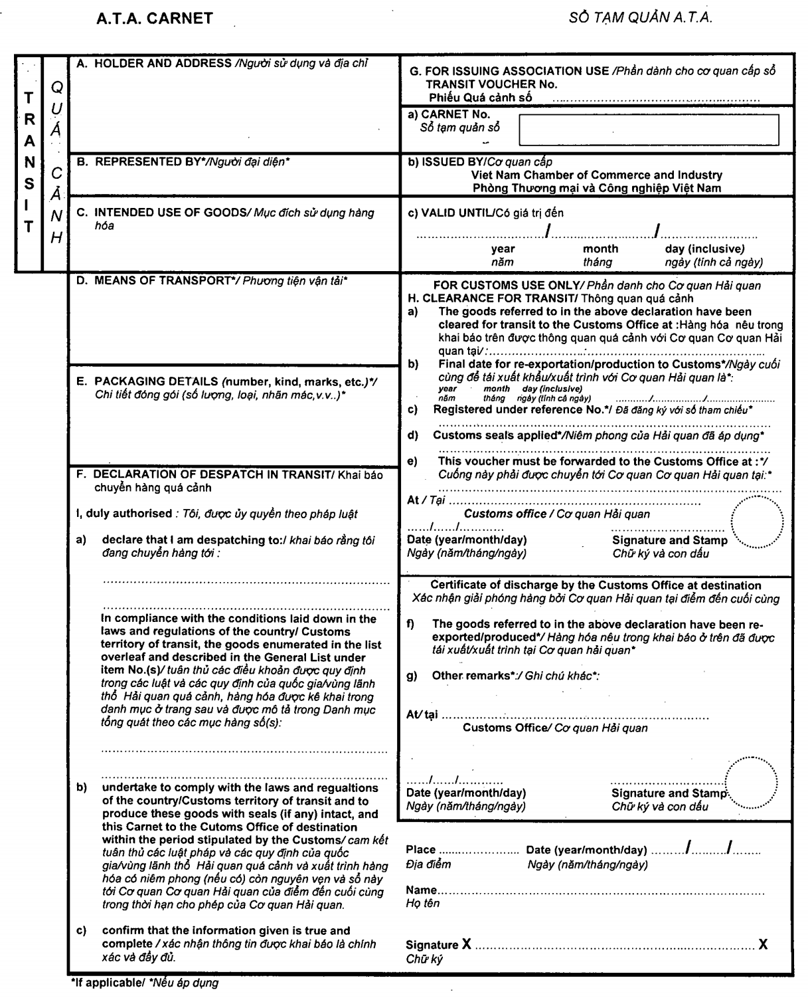 A.T.A. CARNET
SỔ TẠM QUẢN A.T.A.
TRANSIT
QUÁ CẢNH
A. HOLDER AND ADDRESS /Người sử dụng và địa chỉ
B. REPRESENTED BY*/Người đại diện*
C. INTENDED USE OF GOODS/ Mục đích sử dụng hàng
hóa
D. MEANS OF TRANSPORT*/ Phương tiện vận tải*
E. PACKAGING DETAILS (number, kind, marks, etc.)*/
Chi tiết đóng gói (số lượng, loại, nhãn mác,v.v..)*
F. DECLARATION OF DESPATCH IN TRANSIT/ Khai báo
chuyển hàng quá cảnh
I, duly authorised : Tôi, được ủy quyền theo pháp luật
a) declare that I am despatching to:/ khai báo rằng tôi
đang chuyển hàng tới :
................................................................
................................................................
In compliance with the conditions laid down in the
laws and regulations of the country/ Customs
territory of transit, the goods enumerated in the list
overleaf and described in the General List under
item No.(s)/ tuân thủ các điều khoản được quy định
trong các luật và các quy định của quốc gia/vùng lãnh
thổ Hải quan quá cảnh, hàng hóa được kê khai trong
danh mục ở trang sau và được mô tả trong Danh mục
tổng quát theo các mục hàng số(s):
................................................................
................................................................
b) undertake to comply with the laws and regualtions
of the country/Customs territory of transit and to
produce these goods with seals (if any) intact, and
this Carnet to the Cutoms Office of destination
within the period stipulated by the Customs/ cam kết
tuân thủ các luật pháp và các quy định của quốc
gia/vùng lãnh thổ Hải quan quá cảnh và xuất trình hàng
hóa có niêm phong (nếu có) còn nguyên vẹn và sổ này
tới Cơ quan Cơ quan Hải quan của điểm đến cuối cùng
trong thời hạn cho phép của Cơ quan Hải quan.
c) confirm that the information given is true and
complete / xác nhận thông tin được khai báo là chính
xác và đầy đủ.
G. FOR ISSUING ASSOCIATION USE /Phần dành cho cơ quan cấp sổ
TRANSIT VOUCHER No.
Phiếu Quá cảnh số ................................................
a) CARNET No.
Sổ tạm quản số
b) ISSUED BY/Cơ quan cấp
Viet Nam Chamber of Commerce and Industry
Phòng Thương mại và Công nghiệp Việt Nam
c) VALID UNTIL/Có giá trị đến
................................/........................../........................
year month day (inclusive)
năm tháng ngày (tính cả ngày)
FOR CUSTOMS USE ONLY/ Phần danh cho Cơ quan Hải quan
H. CLEARANCE FOR TRANSIT/ Thông quan quá cảnh
a) The goods referred to in the above declaration have been
cleared for transit to the Customs Office at :Hàng hóa nêu trong
khai báo trên được thông quan quá cảnh với Cơ quan Cơ quan Hải
quan tại/ :................................................................
b) Final date for re-exportation/production to Customs*/Ngày cuối
cùng để tái xuất khẩu/xuất trình với Cơ quan Hải quan là*:
year month day (inclusive)
năm tháng ngày (tính cả ngày) ........../............../....................
c) Registered under reference No.*/ Đã đăng ký với số tham chiếu*
................................................................
d) Customs seals applied*/Niêm phong của Hải quan đã áp dụng*
................................................................
e) This voucher must be forwarded to the Customs Office at :*/
Cuống này phải được chuyển tới Cơ quan Cơ quan Hải quan tại:*
................................................................
At / Tại ................................................................
Customs office / Cơ quan Hải quan
....../....../........... ..............................
Date (year/month/day) Signature and Stamp
Ngày (năm/tháng/ngày) Chữ ký và con dấu
Certificate of discharge by the Customs Office at destination
Xác nhận giải phóng hàng bởi Cơ quan Hải quan tại điểm đến cuối cùng
f) The goods referred to in the above declaration have been re-
exported/produced*/ Hàng hóa nêu trong khai báo ở trên đã được
tái xuất/xuất trình tại Cơ quan hải quan*
g) Other remarks*:/ Ghi chú khác*:
At/ tại ................................................................
Customs Office/ Cơ quan Hải quan
...../....../........... ..............................
Date (year/month/day) Signature and Stamp
Ngày (năm/tháng/ngày) Chữ ký và con dấu
Place ....................... Date (year/month/day) ........./........./.......
Địa điểm Ngày (năm/tháng/ngày)
Name................................................................
Họ tên
Signature X ................................................................ X
Chữ ký
*If applicable/ *Nếu áp dụng